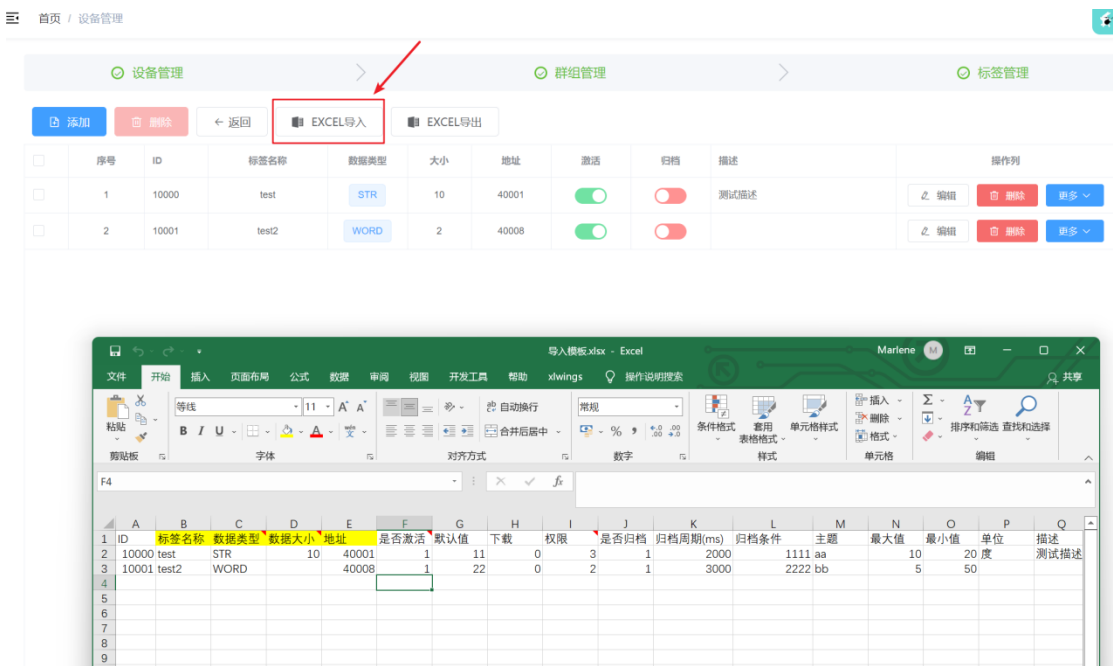 首页 / 设备管理
设备管理 群组管理 标签管理
添加 删除 返回 EXCEL导入 EXCEL导出
序号 ID 标签名称 数据类型 大小 地址 激活 归档 描述 操作列
1 10000 test STR 10 40001 测试描述 编辑 删除 更多
2 10001 test2 WORD 2 40008 编辑 删除 更多
导入模板.xlsx - Excel Marlene M
文件 开始 插入 页面布局 公式 数据 审阅 视图 开发工具 帮助 xlwings 操作说明搜索 共享
粘贴 等线 11 自动换行 常规 条件格式 套用表格格式 单元格样式 插入 删除 格式 排序和筛选 查找和选择
B I U A 合并后居中 %
剪贴板 字体 对齐方式 数字 样式 单元格 编辑
F4 fx
A B C D E F G H I J K L M N O P Q
1 ID 标签名称 数据类型 数据大小 地址 是否激活 默认值 下载 权限 是否归档 归档周期(ms) 归档条件 主题 最大值 最小值 单位 描述
2 10000 test STR 10 40001 1 11 0 3 1 2000 1111 aa 10 20 度 测试描述
3 10001 test2 WORD 40008 1 22 0 2 1 3000 2222 bb 5 50
4
5
6
7
8
9